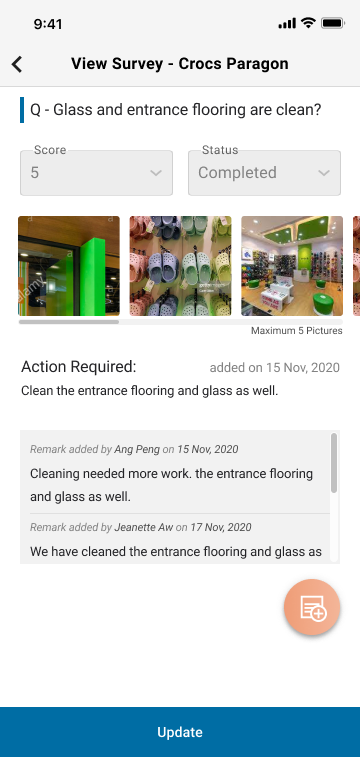 9:41
View Survey - Crocs Paragon
Q - Glass and entrance flooring are clean?
Score
Status
5
Completed
Maximum 5 Pictures
Action Required:
added on 15 Nov, 2020
Clean the entrance flooring and glass as well.
Remark added by Ang Peng on 15 Nov, 2020
Cleaning needed more work. the entrance flooring
and glass as well.
Remark added by Jeanette Aw on 17 Nov, 2020
We have cleaned the entrance flooring and glass as
Update